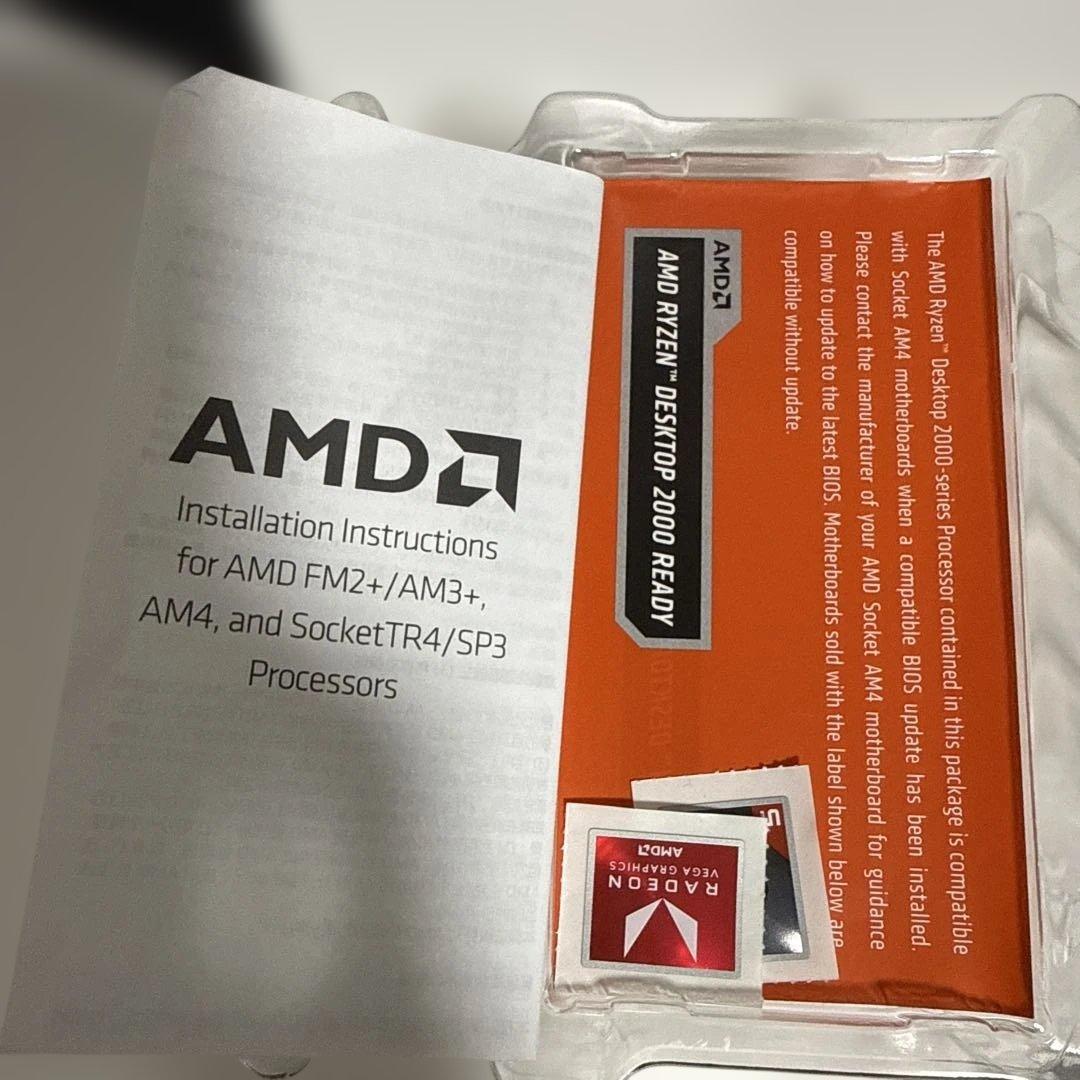 AMD
Installation Instructions
for AMD FM2+/AM3+,
AM4, and SocketTR4/SP3
Processors
The AMD Ryzen™ Desktop 2000-series Processor contained in this package is compatible
with Socket AM4 motherboards when a compatible BIOS update has been installed.
Please contact the manufacturer of your AMD Socket AM4 motherboard for guidance
on how to update to the latest BIOS. Motherboards sold with the label shown below are
compatible without update.
AMD
AMD RYZEN™ DESKTOP 2000 READY
5
RADEON
VEGA GRAPHICS
AMD